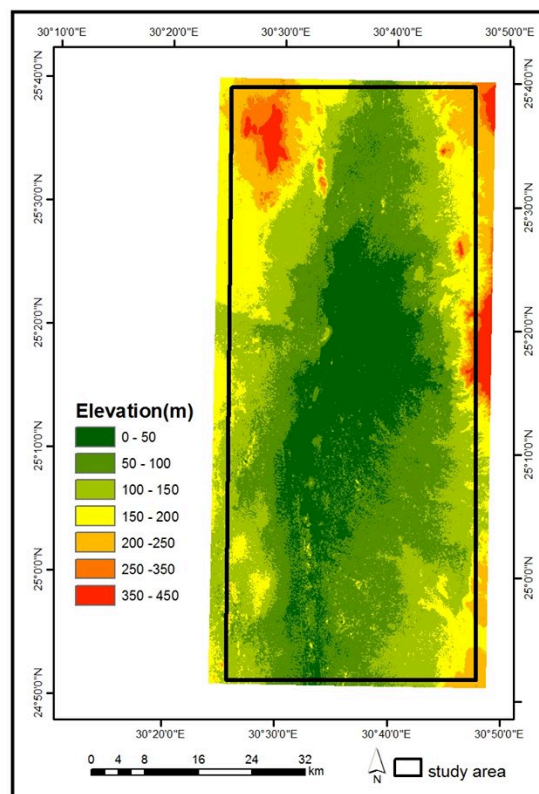 30°10'0"E 30°20'0"E 30°30'0"E 30°40'0"E 30°50'0"E
25°40'0"N
25°40'0"N
25°30'0"N
25°30'0"N
25°20'0"N
25°20'0"N
25°10'0"N
25°10'0"N
25°0'0"N
25°0'0"N
24°50'0"N
Elevation(m)
0 - 50
50 - 100
100 - 150
150 - 200
200 -250
250 - 350
350 - 450
30°20'0"E 30°30'0"E 30°40'0"E 30°50'0"E
0 4 8 16 24 32
km
N
study area